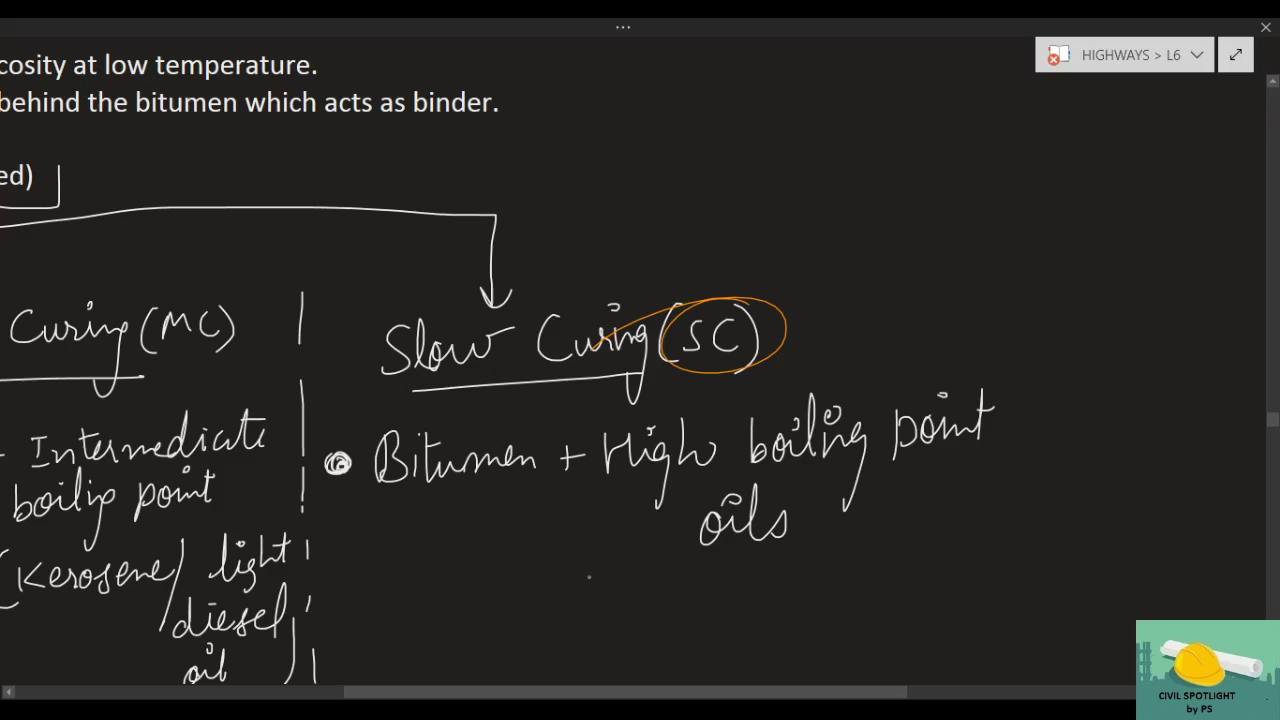 HIGHWAYS > L6
cosity at low temperature.
behind the bitumen which acts as binder.
ed)
Curing (MC)
Slow Curing (SC)
Intermediate
boiling point
(Kerosene/ light
diesel
oil
Bitumen + High boiling point
oils
CIVIL SPOTLIGHT
by PS